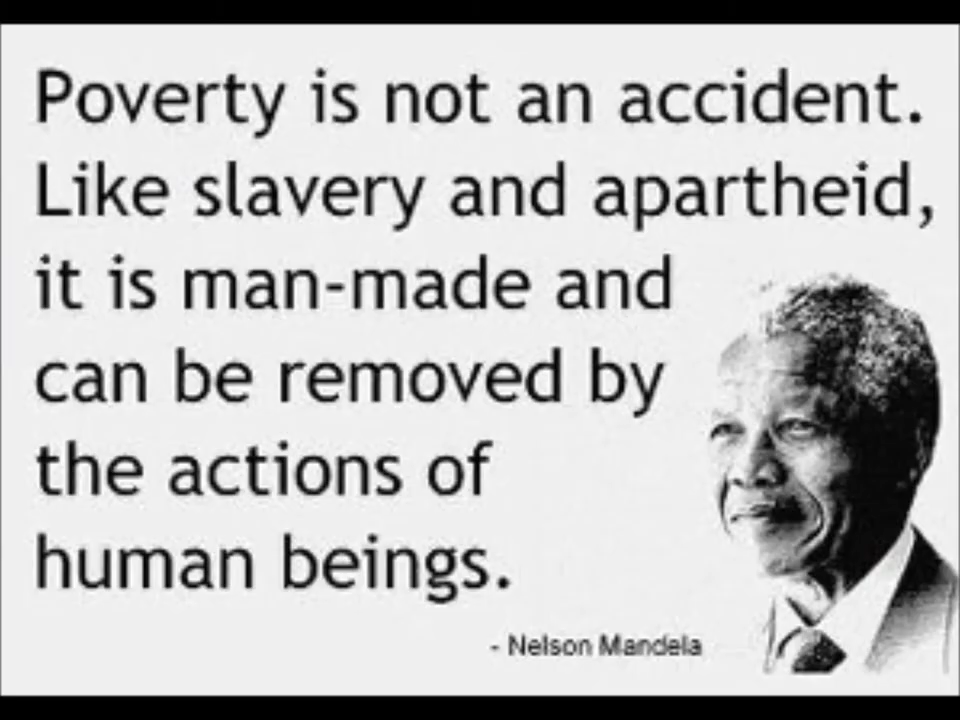 Poverty is not an accident.
Like slavery and apartheid,
it is man-made and
can be removed by
the actions of
human beings.
- Nelson Mandela